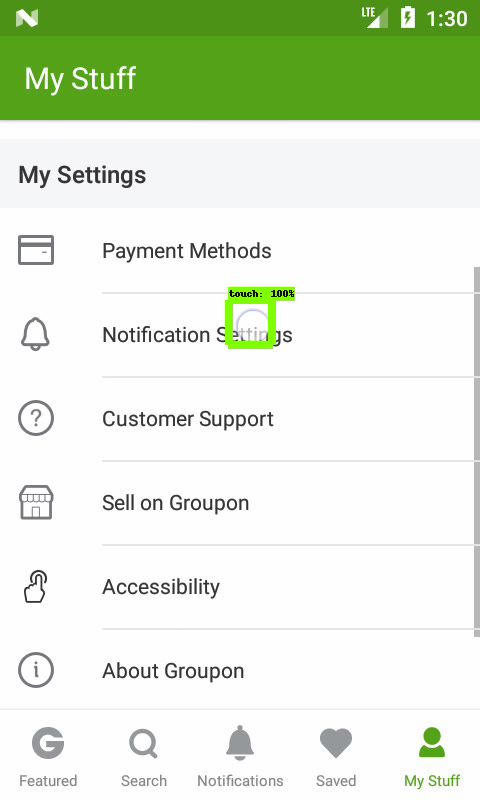 LTE
1:30
My Stuff
My Settings
Payment Methods
touch: 100%
Notification Settings
Customer Support
Sell on Groupon
Accessibility
About Groupon
Featured
Search
Notifications
Saved
My Stuff